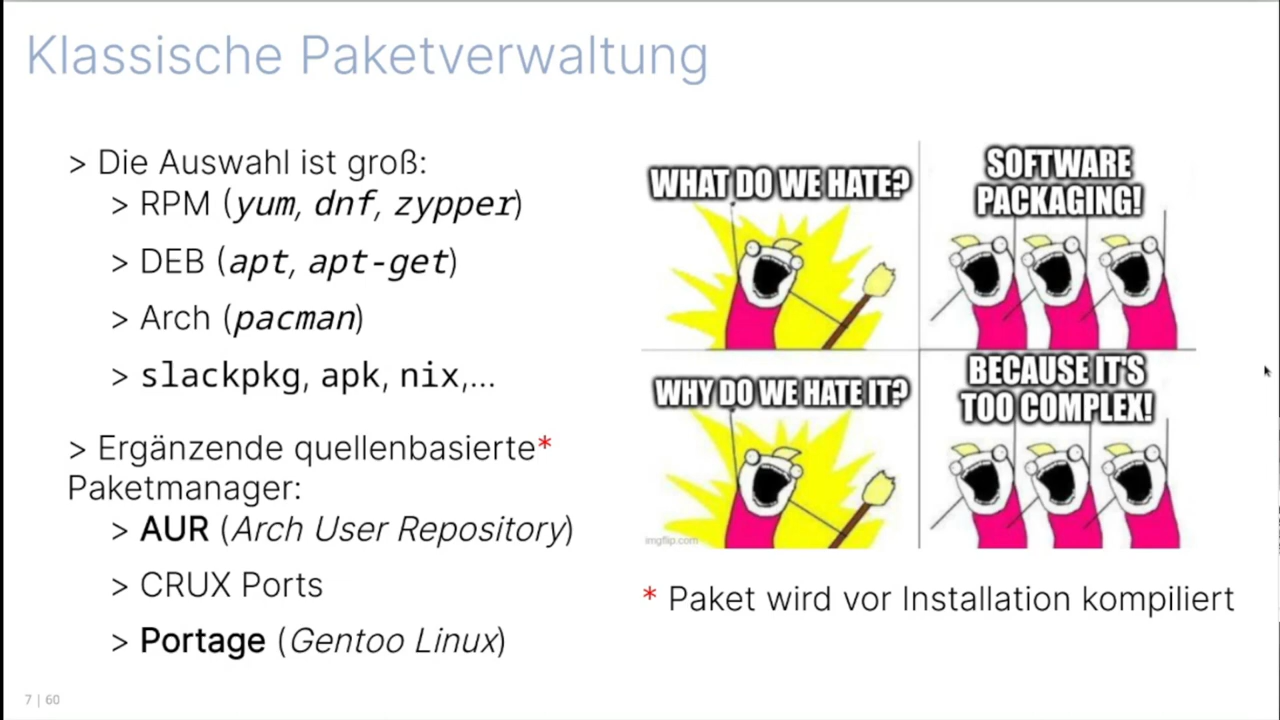 Klassische Paketverwaltung
> Die Auswahl ist groß:
> RPM (yum, dnf, zypper)
> DEB (apt, apt-get)
> Arch (pacman)
> slackpkg, apk, nix,...
> Ergänzende quellenbasierte*
Paketmanager:
> AUR (Arch User Repository)
> CRUX Ports
> Portage (Gentoo Linux)
WHAT DO WE HATE?
SOFTWARE
PACKAGING!
WHY DO WE HATE IT?
BECAUSE IT'S
TOO COMPLEX!
imgflip.com
* Paket wird vor Installation kompiliert
7 | 60